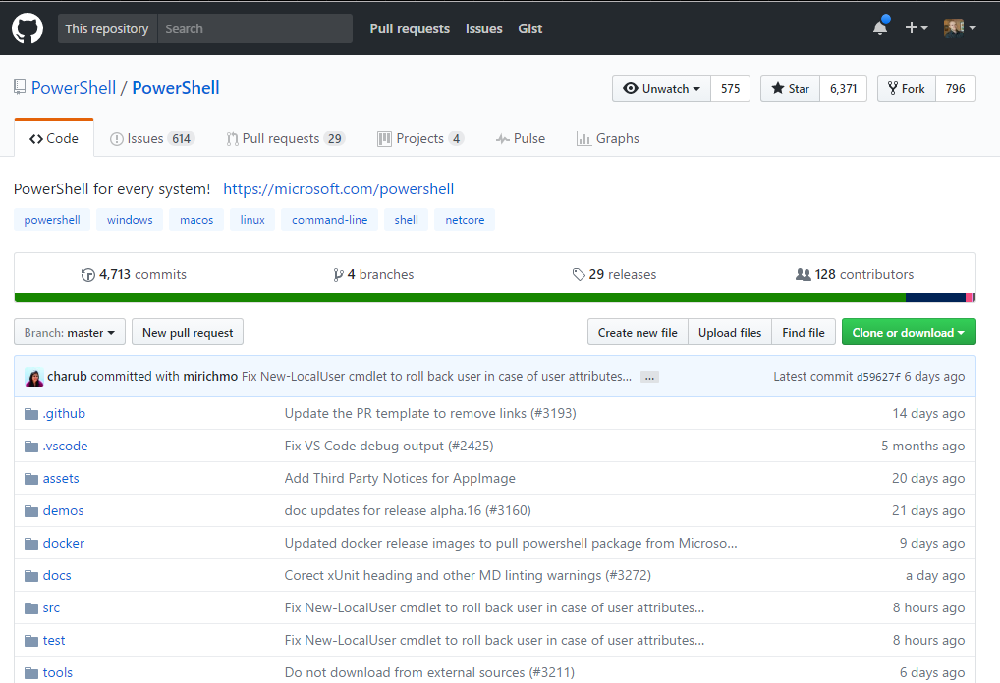 This repository Search Pull requests Issues Gist
PowerShell / PowerShell Unwatch 575 Star 6,371 Fork 796
Code Issues 614 Pull requests 29 Projects 4 Pulse Graphs
PowerShell for every system! https://microsoft.com/powershell
powershell windows macos linux command-line shell netcore
4,713 commits 4 branches 29 releases 128 contributors
Branch: master New pull request Create new file Upload files Find file Clone or download
charub committed with mirichmo Fix New-LocalUser cmdlet to roll back user in case of user attributes... ... Latest commit d59627f 6 days ago
.github Update the PR template to remove links (#3193) 14 days ago
.vscode Fix VS Code debug output (#2425) 5 months ago
assets Add Third Party Notices for AppImage 20 days ago
demos doc updates for release alpha.16 (#3160) 21 days ago
docker Updated docker release images to pull powershell package from Microso... 9 days ago
docs Corect xUnit heading and other MD linting warnings (#3272) a day ago
src Fix New-LocalUser cmdlet to roll back user in case of user attributes... 8 hours ago
test Fix New-LocalUser cmdlet to roll back user in case of user attributes... 8 hours ago
tools Do not download from external sources (#3211) 6 days ago